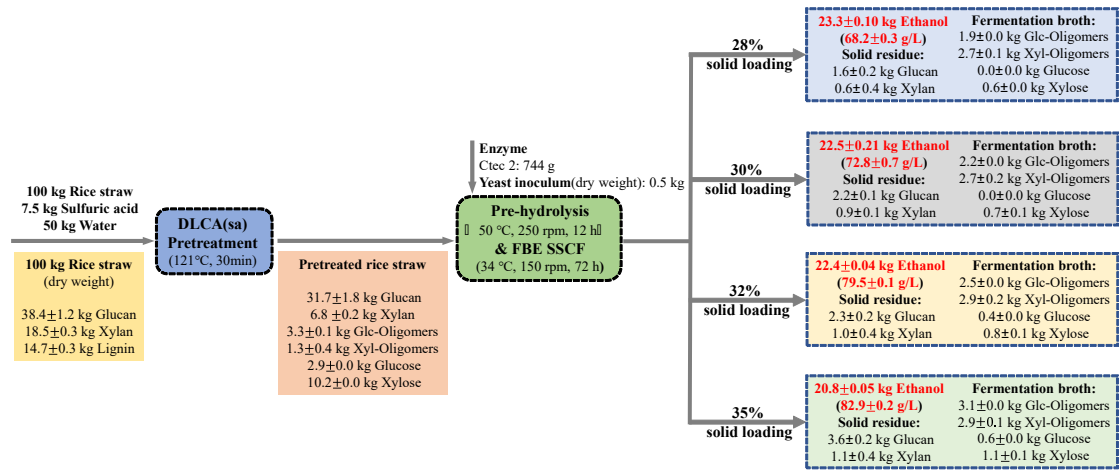 100 kg Rice straw
7.5 kg Sulfuric acid
50 kg Water
100 kg Rice straw
(dry weight)
38.4±1.2 kg Glucan
18.5±0.3 kg Xylan
14.7±0.3 kg Lignin
DLCA(sa)
Pretreatment
(121℃, 30min)
Pretreated rice straw
31.7±1.8 kg Glucan
6.8 ±0.2 kg Xylan
3.3±0.1 kg Glc-Oligomers
1.3±0.4 kg Xyl-Oligomers
2.9±0.0 kg Glucose
10.2±0.0 kg Xylose
Enzyme
Ctec 2: 744 g
Yeast inoculum(dry weight): 0.5 kg
Pre-hydrolysis
50 ℃, 250 rpm, 12 h
& FBE SSCF
(34 ℃, 150 rpm, 72 h)
28%
solid loading
23.3±0.10 kg Ethanol
(68.2±0.3 g/L)
Solid residue:
1.6±0.2 kg Glucan
0.6±0.4 kg Xylan
Fermentation broth:
1.9±0.0 kg Glc-Oligomers
2.7±0.1 kg Xyl-Oligomers
0.0±0.0 kg Glucose
0.6±0.0 kg Xylose
30%
solid loading
22.5±0.21 kg Ethanol
(72.8±0.7 g/L)
Solid residue:
2.2±0.1 kg Glucan
0.9±0.1 kg Xylan
Fermentation broth:
2.2±0.0 kg Glc-Oligomers
2.7±0.2 kg Xyl-Oligomers
0.0±0.0 kg Glucose
0.7±0.1 kg Xylose
32%
solid loading
22.4±0.04 kg Ethanol
(79.5±0.1 g/L)
Solid residue:
2.3±0.2 kg Glucan
1.0±0.4 kg Xylan
Fermentation broth:
2.5±0.0 kg Glc-Oligomers
2.9±0.2 kg Xyl-Oligomers
0.4±0.0 kg Glucose
0.8±0.1 kg Xylose
35%
solid loading
20.8±0.05 kg Ethanol
(82.9±0.2 g/L)
Solid residue:
3.6±0.2 kg Glucan
1.1±0.4 kg Xylan
Fermentation broth:
3.1±0.0 kg Glc-Oligomers
2.9±0.1 kg Xyl-Oligomers
0.6±0.0 kg Glucose
1.1±0.1 kg Xylose